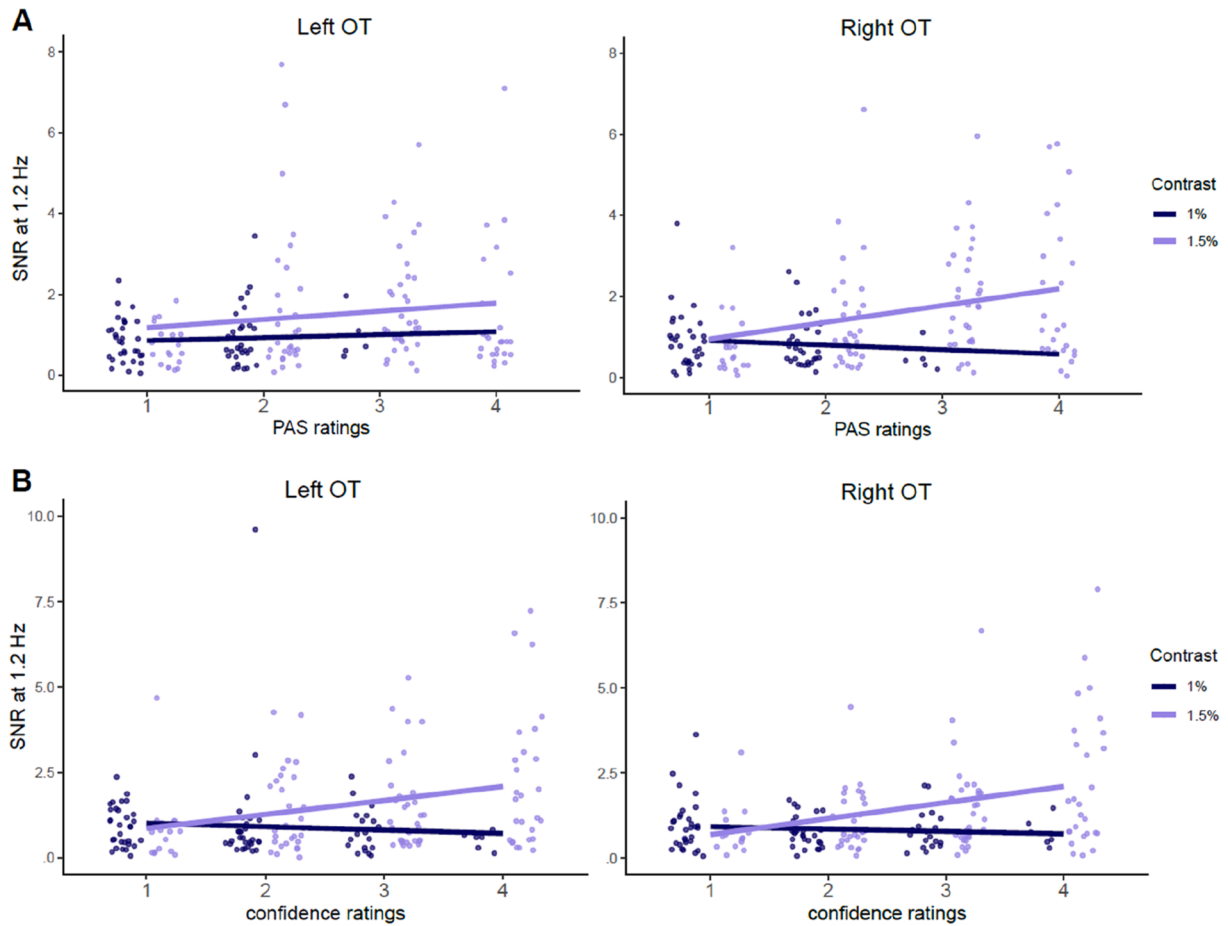 A
Left OT
Right OT
SNR at 1.2 Hz
8
6
4
2
0
1 2 3 4
PAS ratings
8
6
4
2
0
1 2 3 4
PAS ratings
Contrast
1%
1.5%
B
Left OT
Right OT
SNR at 1.2 Hz
10.0
7.5
5.0
2.5
.0
1 2 3 4
confidence ratings
10.0
7.5
5.0
2.5
.0
1 2 3 4
confidence ratings
Contrast
1%
1.5%